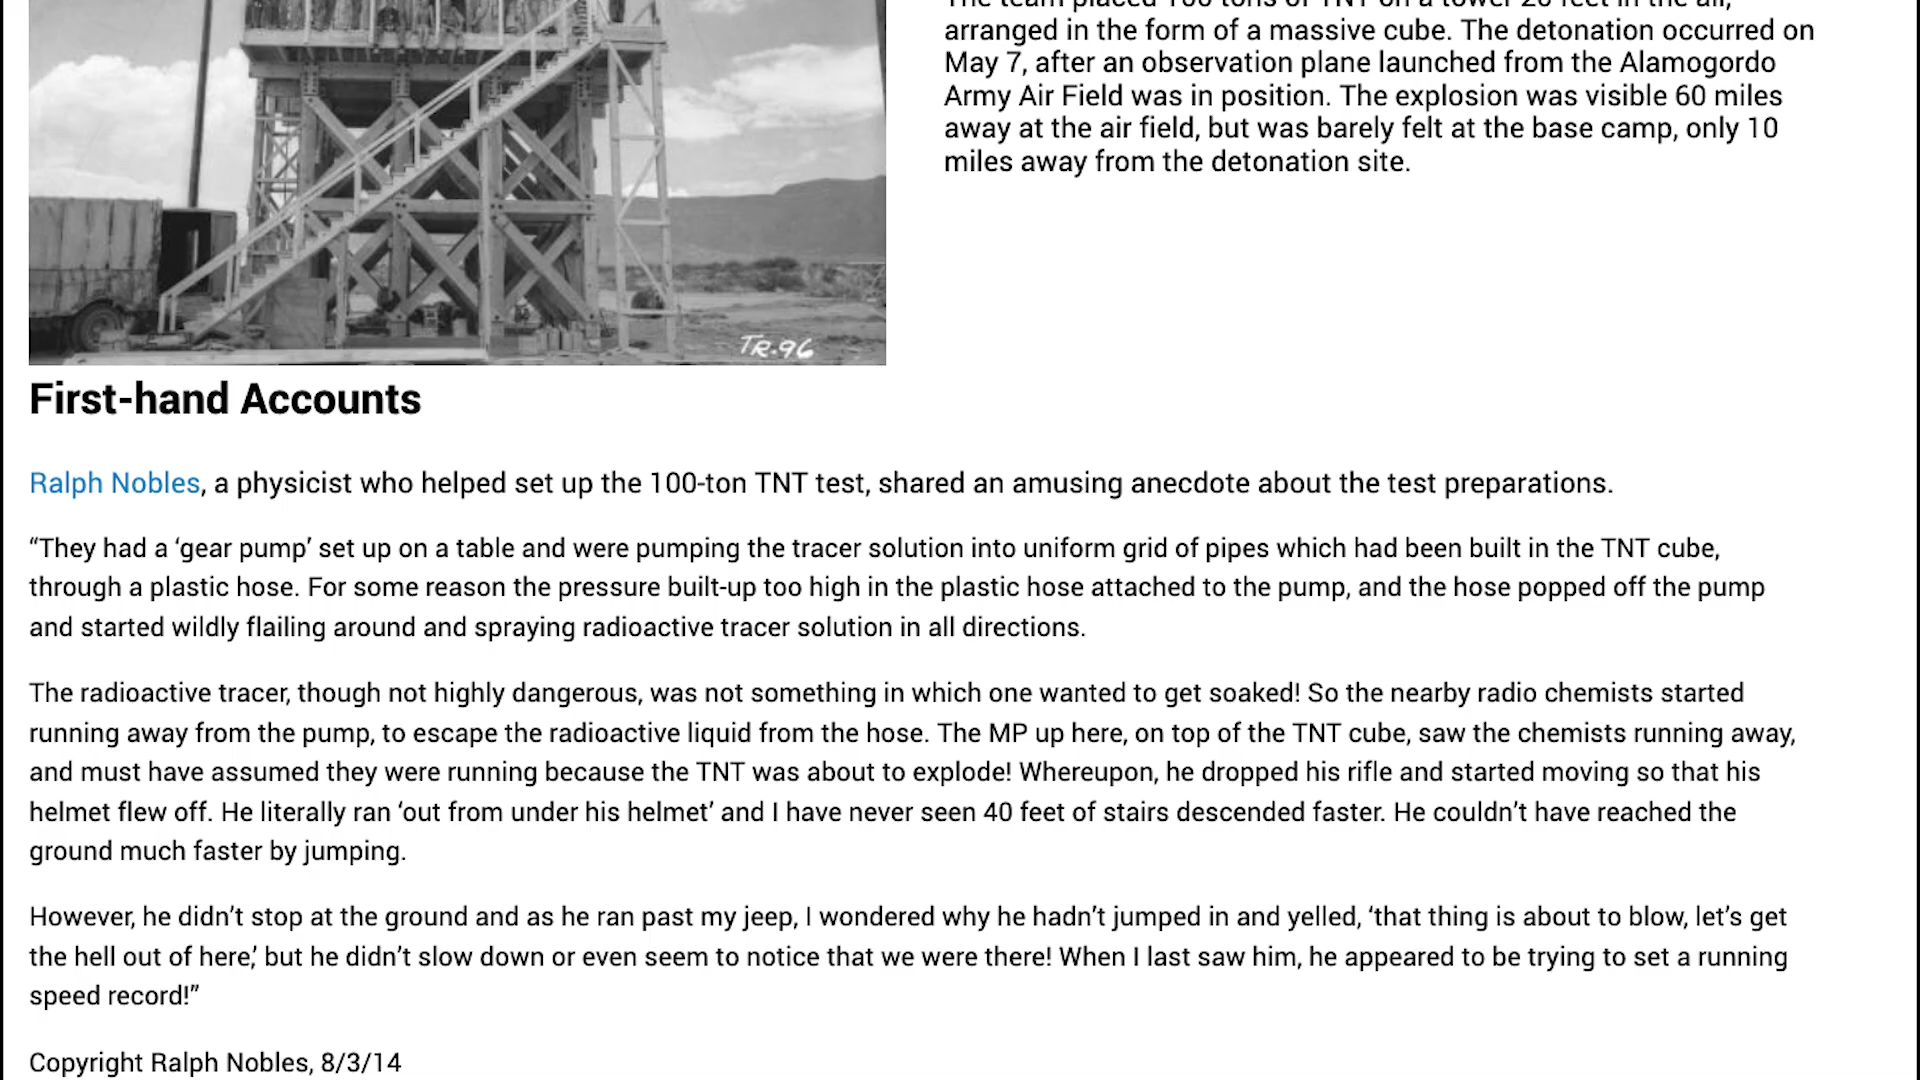 The team placed 100 tons of TNT on a tower 20 feet in the air,
arranged in the form of a massive cube. The detonation occurred on
May 7, after an observation plane launched from the Alamogordo
Army Air Field was in position. The explosion was visible 60 miles
away at the air field, but was barely felt at the base camp, only 10
miles away from the detonation site.
TR-96
First-hand Accounts
Ralph Nobles, a physicist who helped set up the 100-ton TNT test, shared an amusing anecdote about the test preparations.
“They had a ‘gear pump’ set up on a table and were pumping the tracer solution into uniform grid of pipes which had been built in the TNT cube,
through a plastic hose. For some reason the pressure built-up too high in the plastic hose attached to the pump, and the hose popped off the pump
and started wildly flailing around and spraying radioactive tracer solution in all directions.
The radioactive tracer, though not highly dangerous, was not something in which one wanted to get soaked! So the nearby radio chemists started
running away from the pump, to escape the radioactive liquid from the hose. The MP up here, on top of the TNT cube, saw the chemists running away,
and must have assumed they were running because the TNT was about to explode! Whereupon, he dropped his rifle and started moving so that his
helmet flew off. He literally ran ‘out from under his helmet’ and I have never seen 40 feet of stairs descended faster. He couldn’t have reached the
ground much faster by jumping.
However, he didn’t stop at the ground and as he ran past my jeep, I wondered why he hadn’t jumped in and yelled, ‘that thing is about to blow, let’s get
the hell out of here,’ but he didn’t slow down or even seem to notice that we were there! When I last saw him, he appeared to be trying to set a running
speed record!”
Copyright Ralph Nobles, 8/3/14